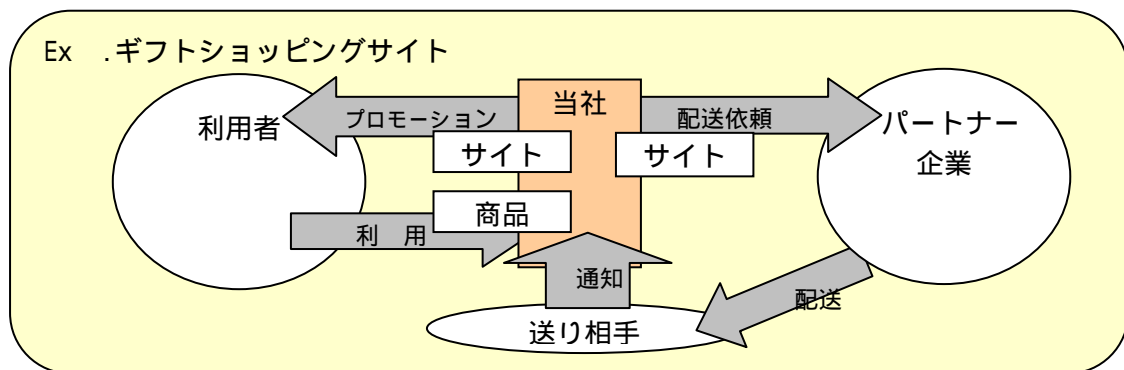 Ex .ギフトショッピングサイト
利用者
プロモーション
当社
配送依頼
パートナー
企業
サイト
サイト
商品
利 用
通知
配送
送り相手